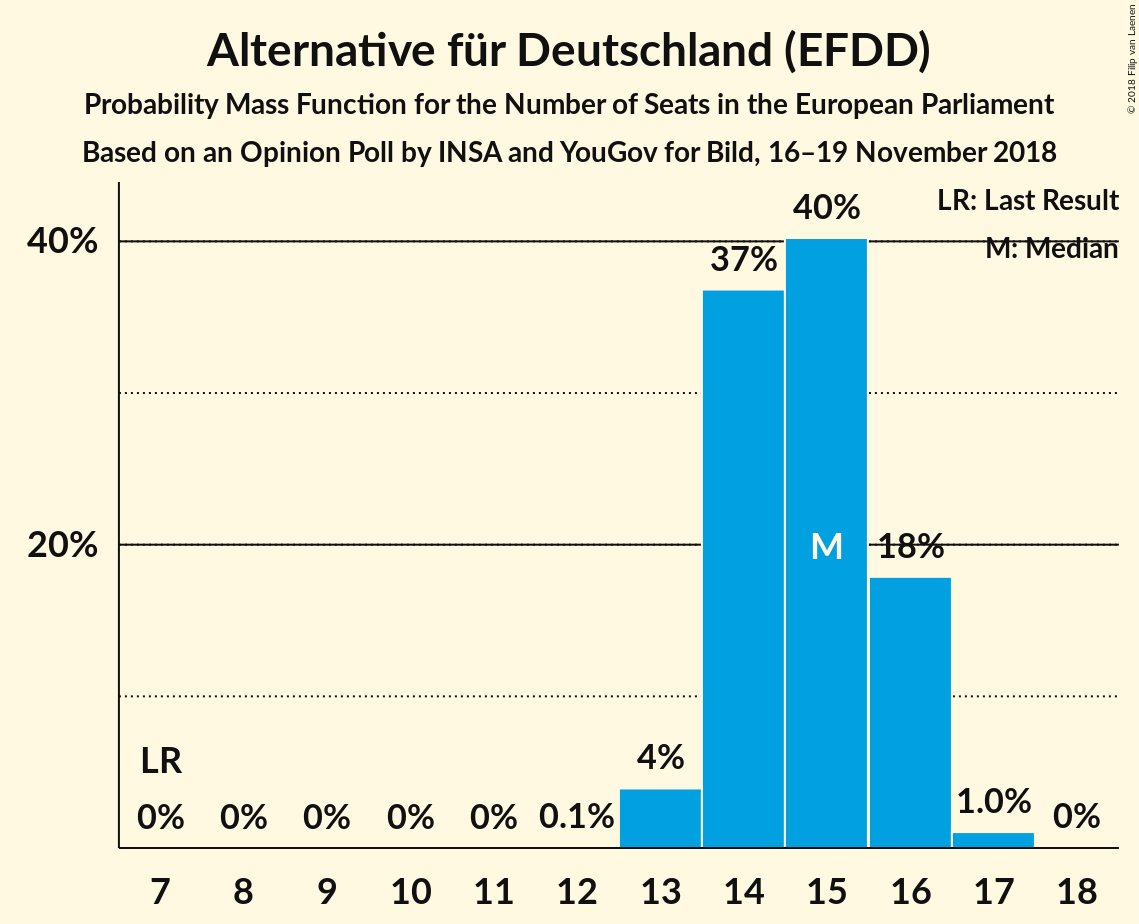 Alternative für Deutschland (EFDD)
Probability Mass Function for the Number of Seats in the European Parliament
Based on an Opinion Poll by INSA and YouGov for Bild, 16–19 November 2018
© 2018 Filip van Laenen
LR: Last Result
M: Median
40%
20%
LR
0%
0%
0%
0%
0%
0.1%
4%
37%
40%
M
18%
1.0%
0%
7 8 9 10 11 12 13 14 15 16 17 18